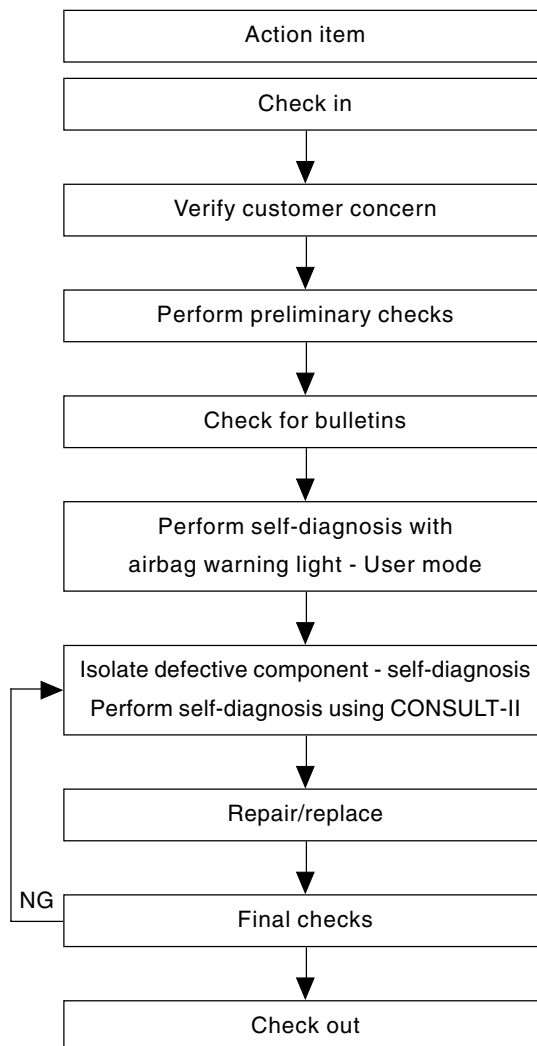 Action item
Check in
Verify customer concern
Perform preliminary checks
Check for bulletins
Perform self-diagnosis with
airbag warning light - User mode
Isolate defective component - self-diagnosis
Perform self-diagnosis using CONSULT-II
Repair/replace
NG
Final checks
Check out